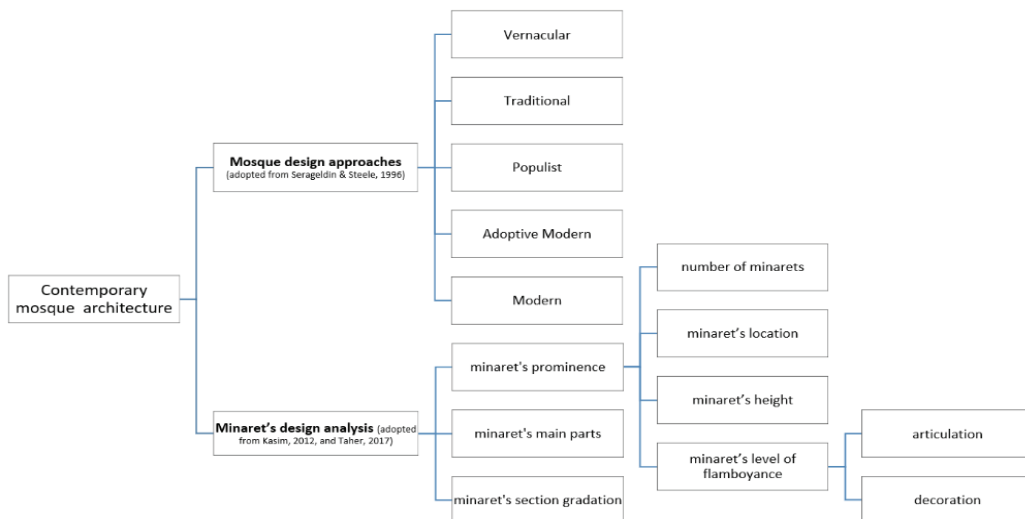 Contemporary
mosque architecture
Mosque design approaches
(adopted from Serageldin & Steele, 1996)
Vernacular
Traditional
Populist
Adoptive Modern
Modern
Minaret's design analysis (adopted
from Kasim, 2012, and Taher, 2017)
minaret's prominence
minaret's main parts
minaret's section gradation
number of minarets
minaret's location
minaret's height
minaret's level of
flamboyance
articulation
decoration